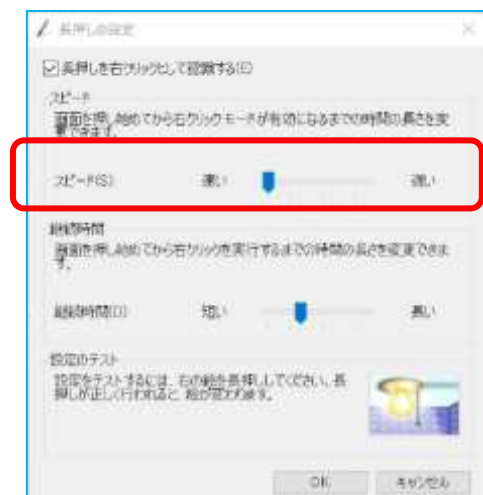 長押しの設定
長押しを右クリックとして認識する(E)
スピード
画面を押し始めてから右クリック モードが有効になるまでの時間の長さを変
更できます。
スピード(S): 速い 遅い
継続時間
画面を押し始めてから右クリックを実行するまでの時間の長さを変更できま
す。
継続時間(D): 短い 長い
設定のテスト
設定をテストするには、右の絵を長押ししてください。長
押しが正しく行われると、絵が変わります。
OK キャンセル